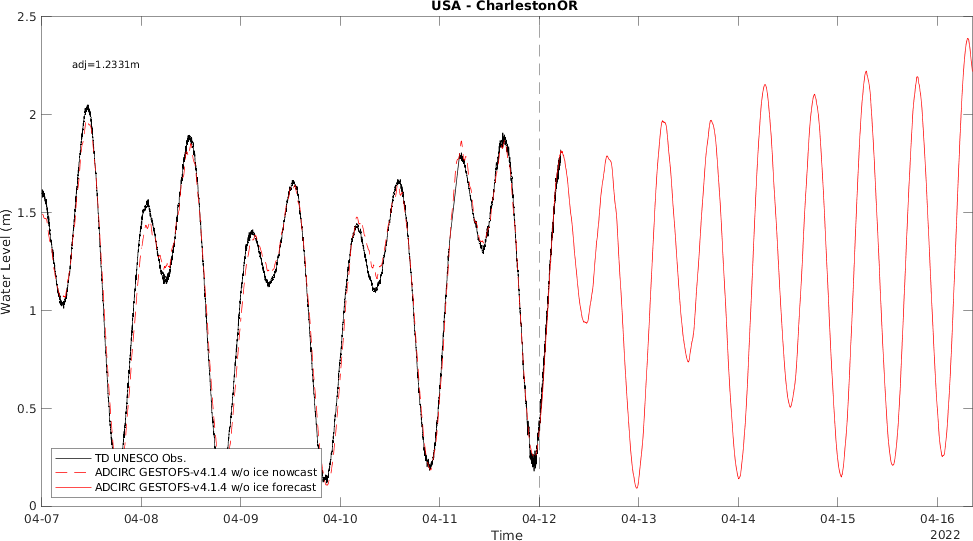 USA - CharlestonOR
2.5
adj=1.2331m
2
1.5
Water Level (m)
1
0.5
TD UNESCO Obs.
ADCIRC GESTOFS-v4.1.4 w/o ice nowcast
ADCIRC GESTOFS-v4.1.4 w/o ice forecast
0
04-07 04-08 04-09 04-10 04-11 04-12 04-13 04-14 04-15 04-16
Time
2022